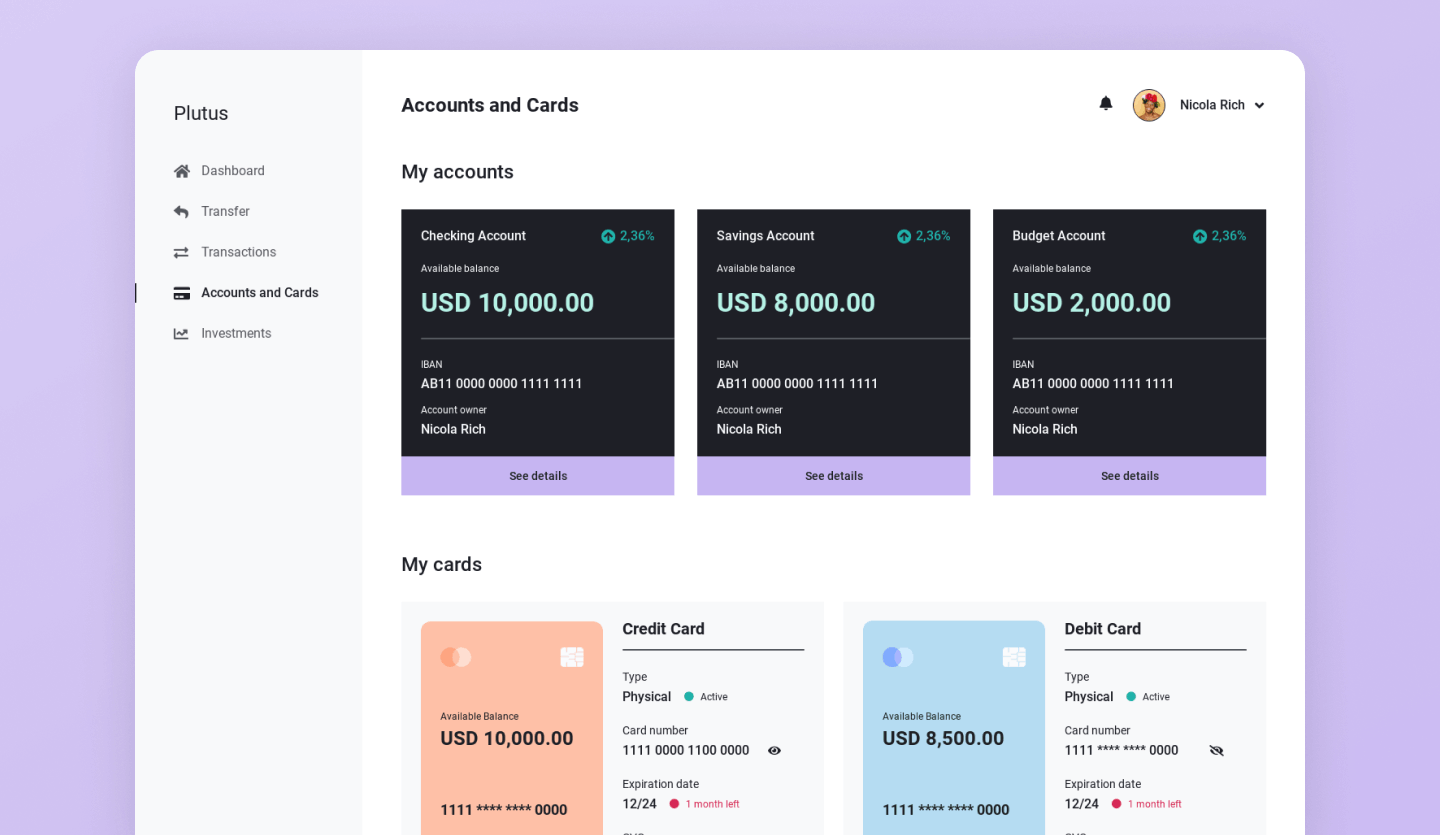 Plutus
Dashboard
Transfer
Transactions
Accounts and Cards
Investments
Accounts and Cards
Nicola Rich
My accounts
Checking Account 2,36%
Available balance
USD 10,000.00
IBAN
AB11 0000 0000 1111 1111
Account owner
Nicola Rich
See details
Savings Account 2,36%
Available balance
USD 8,000.00
IBAN
AB11 0000 0000 1111 1111
Account owner
Nicola Rich
See details
Budget Account 2,36%
Available balance
USD 2,000.00
IBAN
AB11 0000 0000 1111 1111
Account owner
Nicola Rich
See details
My cards
Available Balance
USD 10,000.00
1111 **** **** 0000
Credit Card
Type
Physical Active
Card number
1111 0000 1100 0000
Expiration date
12/24 1 month left
Available Balance
USD 8,500.00
1111 **** **** 0000
Debit Card
Type
Physical Active
Card number
1111 **** **** 0000
Expiration date
12/24 1 month left